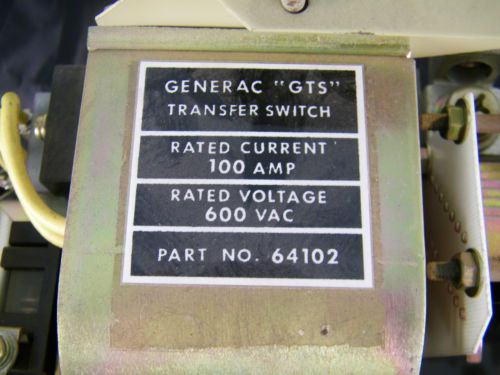 GENERAC "GTS"
TRANSFER SWITCH
RATED CURRENT
100 AMP
RATED VOLTAGE
600 VAC
PART NO. 64102